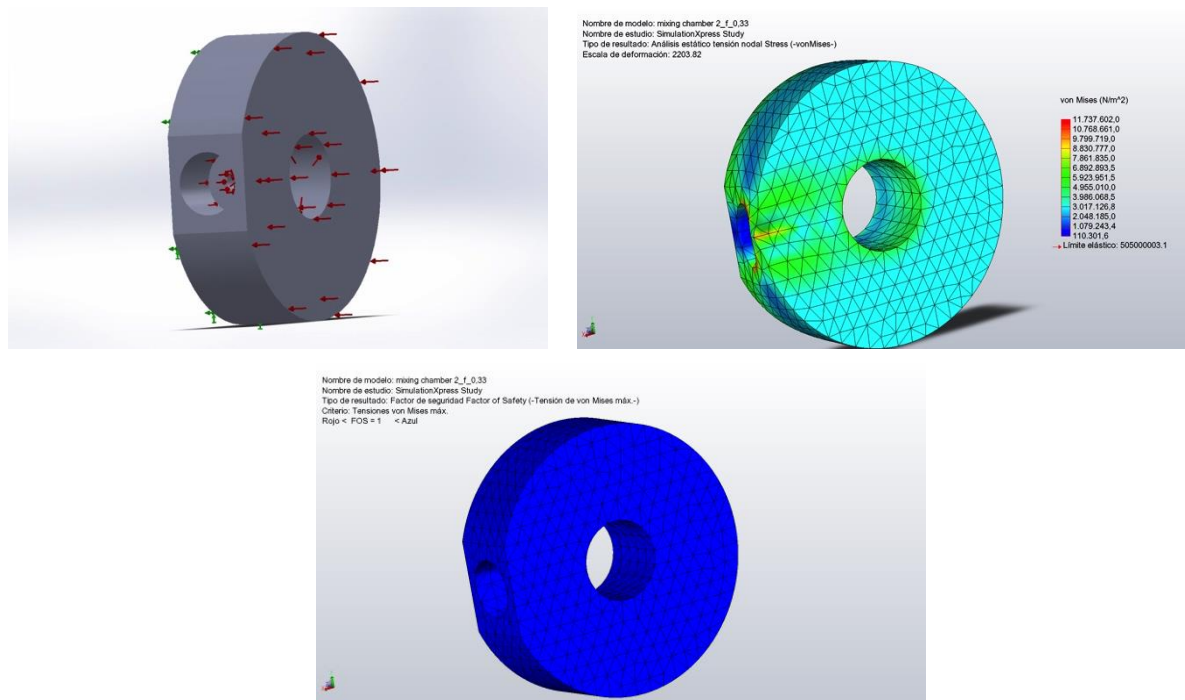 Nombre de modelo: mixing chamber 2_f_0,33
Nombre de estudio: SimulationXpress Study
Tipo de resultado: Análisis estático tensión nodal Stress (-vonMises-)
Escala de deformación: 2203.82
von Mises (N/m^2)
11.737.602,0
10.768.661,0
9.799.719,0
8.830.777,0
7.861.835,0
6.892.893,5
5.923.951,5
4.955.010,0
3.986.068,5
3.017.126,8
2.048.185,0
1.079.243,4
110.301,6
Límite elástico: 505000003.1
Nombre de modelo: mixing chamber 2_f_0,33
Nombre de estudio: SimulationXpress Study
Tipo de resultado: Factor de seguridad Factor of Safety (-Tensión de von Mises máx.-)
Criterio: Tensiones von Mises máx.
Rojo < FOS = 1 < Azul